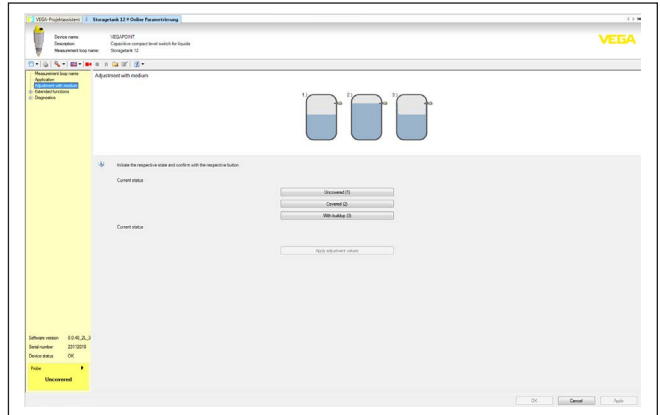 VEGA-Projektassistent
Storagetank 12 # Online Parametrierung
Device name: VEGAPOINT
Description: Capacitive compact level switch for liquids
Measurement loop name: Storagetank 12
VEGA
Measurement loop name
Application
Adjustment with medium
Extended functions
Diagnostics
Adjustment with medium
1) 2) 3)
Initiate the respective state and confirm with the respective button
Current status
Uncovered (1)
Covered (2)
With buildup (3)
Current status
Apply adjustment values
Software version
Serial number
Device status OK
Probe
Uncovered
OK Cancel Apply